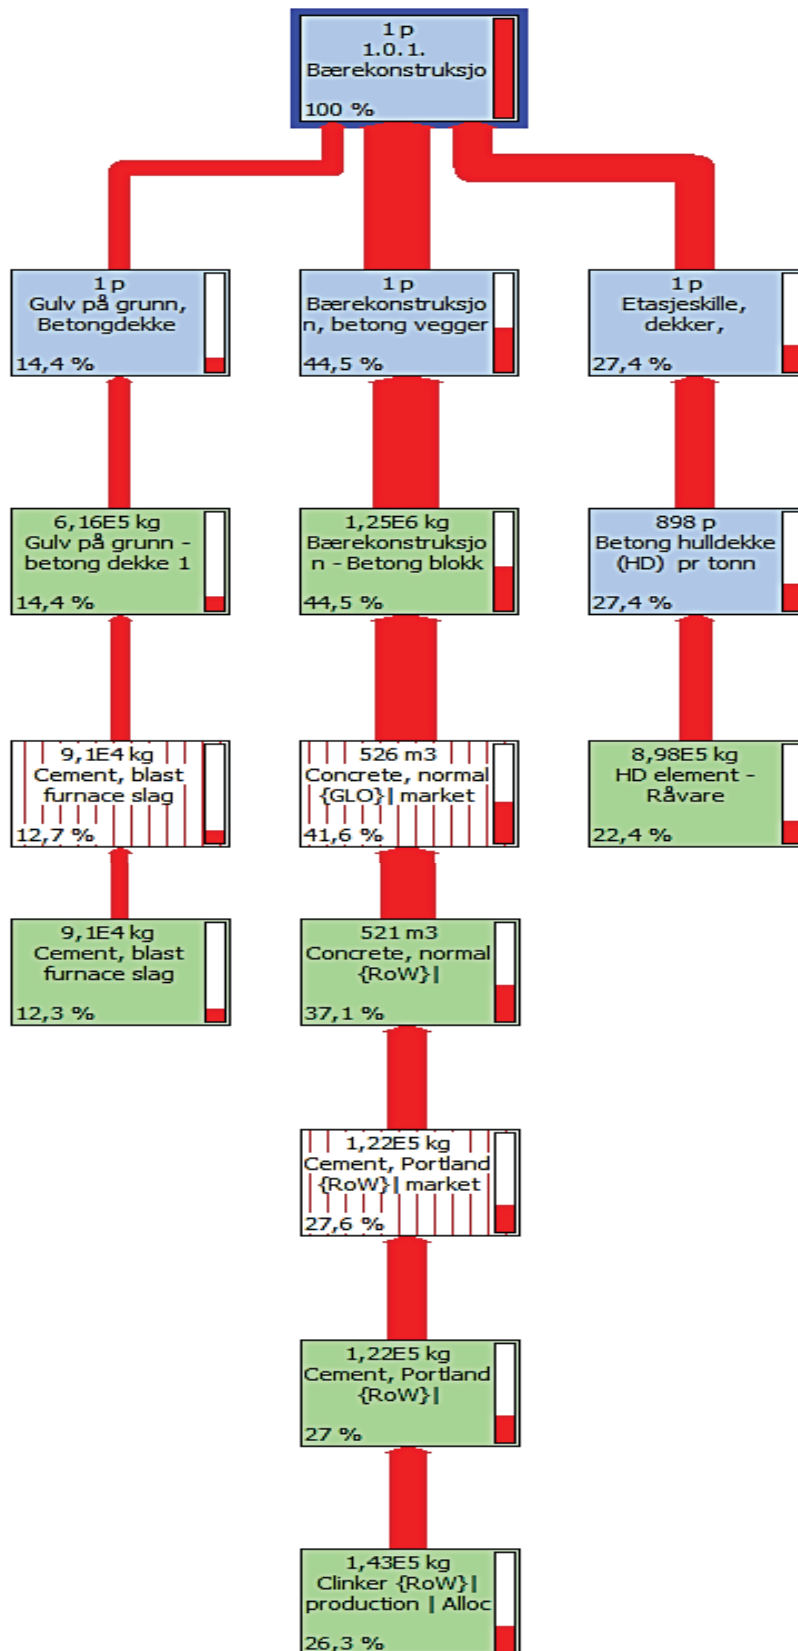 1 p
1.0.1.
Bærekonstruksjo
100 %
1 p
Gulv på grunn,
Betongdekke
14,4 %
1 p
Bærekonstruksjo
n, betong vegger
44,5 %
1 p
Etasjeskille,
dekker,
27,4 %
6,16E5 kg
Gulv på grunn -
betong dekke 1
14,4 %
1,25E6 kg
Bærekonstruksjo
n - Betong blokk
44,5 %
898 p
Betong hulldekke
(HD) pr tonn
27,4 %
9,1E4 kg
Cement, blast
furnace slag
12,7 %
526 m3
Concrete, normal
{GLO}| market
41,6 %
8,98E5 kg
HD element -
Råvare
22,4 %
9,1E4 kg
Cement, blast
furnace slag
12,3 %
521 m3
Concrete, normal
{RoW}|
37,1 %
1,22E5 kg
Cement, Portland
{RoW}| market
27,6 %
1,22E5 kg
Cement, Portland
{RoW}|
27 %
1,43E5 kg
Clinker {RoW}|
production | Alloc
26,3 %